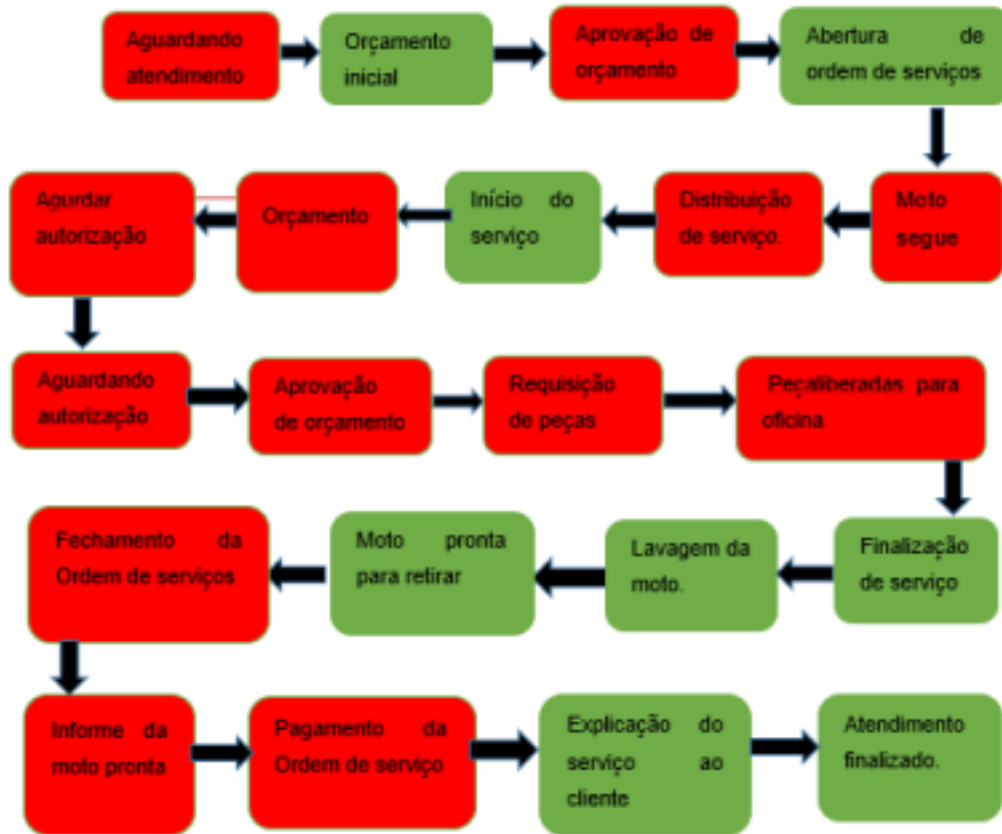 Aguardando
atendimento
Orçamento
inicial
Aprovação de
orçamento
Abertura de
ordem de serviços
Moto
segue
Distribuição
de serviço.
Início do
serviço
Orçamento
Agurdar
autorização
Aguardando
autorização
Aprovação
de orçamento
Requisição
de peças
Peçaliberadas para
oficina
Finalização
de serviço
Lavagem da
moto.
Moto pronta
para retirar
Fechamento da
Ordem de serviços
Informe da
moto pronta
Pagamento da
Ordem de serviço
Explicação do
serviço ao
cliente
Atendimento
finalizado.